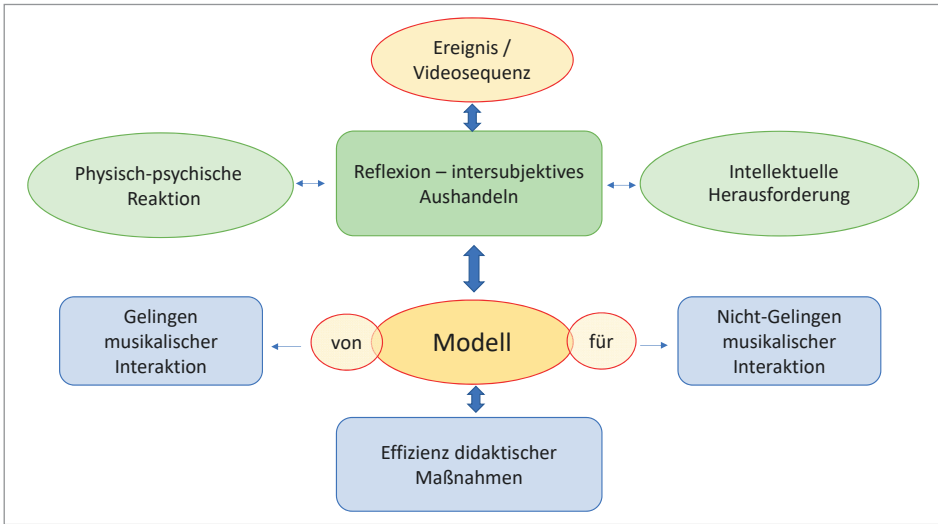 Ereignis /
Videosequenz
Physisch-psychische
Reaktion
Reflexion – intersubjektives
Aushandeln
Intellektuelle
Herausforderung
Gelingen
musikalischer
Interaktion
von
Modell
für
Nicht-Gelingen
musikalischer
Interaktion
Effizienz didaktischer
Maßnahmen